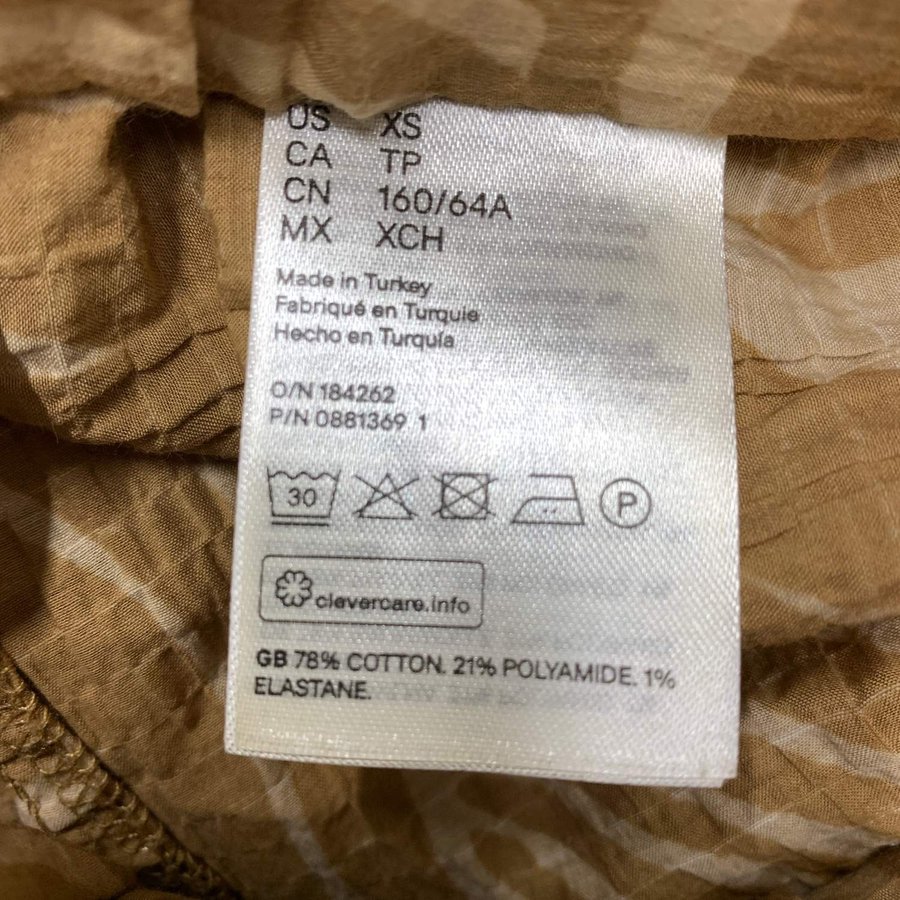 US XS
CA TP
CN 160/64A
MX XCH
Made in Turkey
Fabriqué en Turquie
Hecho en Turquía
O/N 184262
P/N 0881369 1
30
P
clevercare.info
GB 78% COTTON. 21% POLYAMIDE. 1%
ELASTANE.